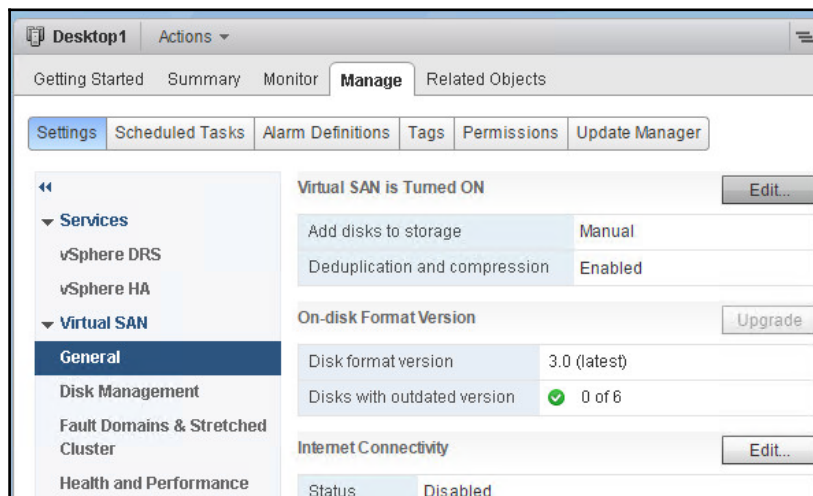 Desktop1 Actions
Getting Started Summary Monitor Manage Related Objects
Settings Scheduled Tasks Alarm Definitions Tags Permissions Update Manager
Services
vSphere DRS
vSphere HA
Virtual SAN
General
Disk Management
Fault Domains & Stretched
Cluster
Health and Performance
Virtual SAN is Turned ON Edit...
Add disks to storage Manual
Deduplication and compression Enabled
On-disk Format Version Upgrade
Disk format version 3.0 (latest)
Disks with outdated version 0 of 6
Internet Connectivity Edit...
Status Disabled